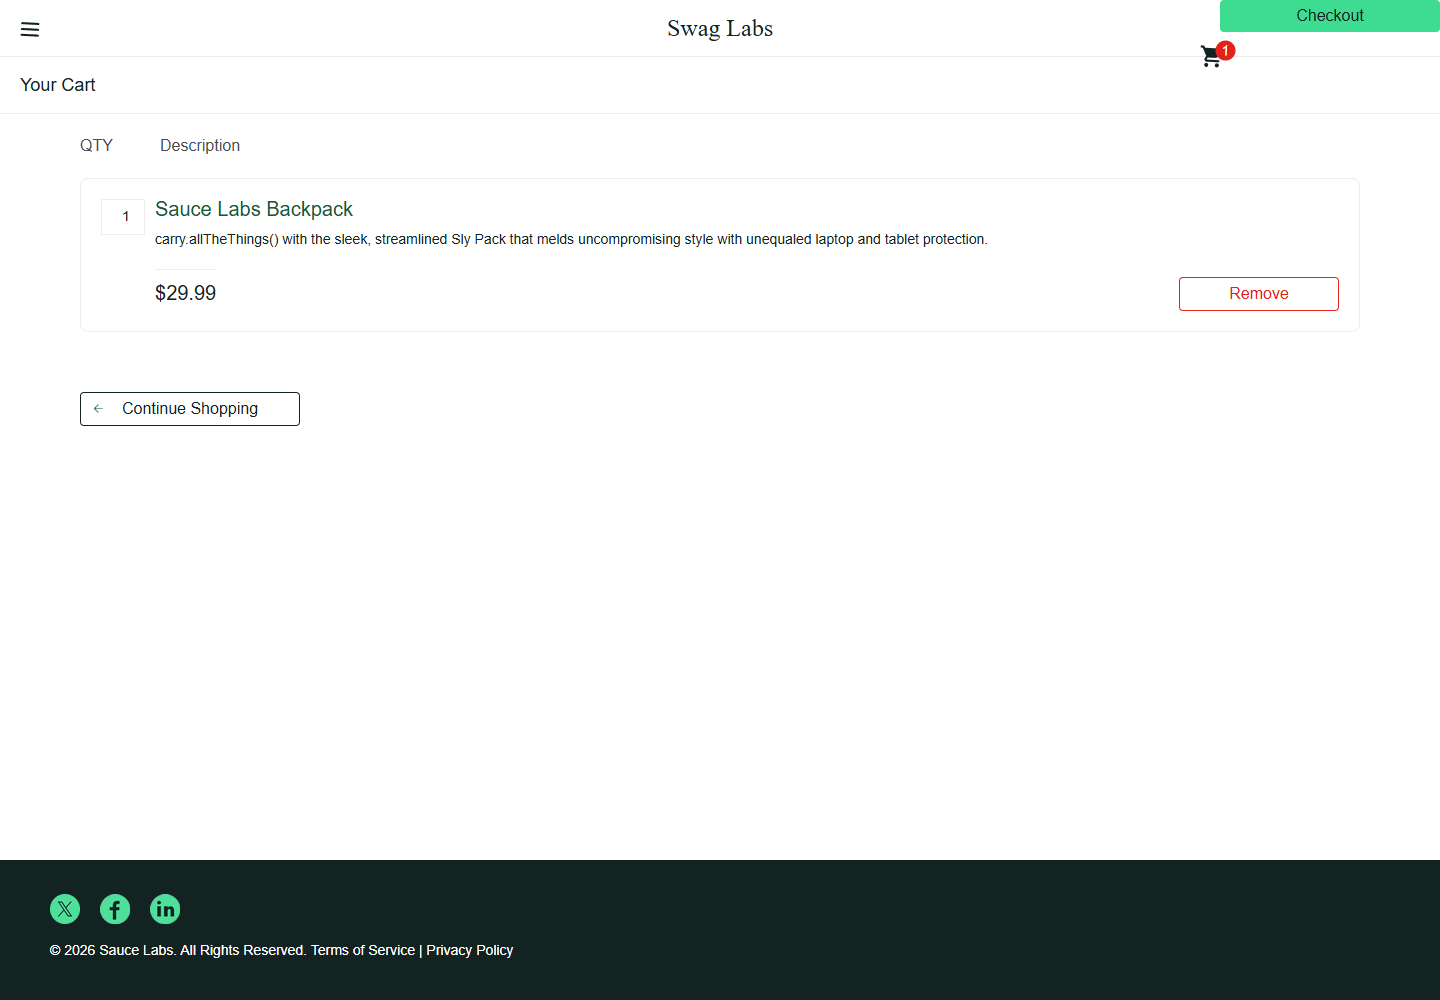 Swag Labs
Checkout
1
Your Cart
QTY Description
1
Sauce Labs Backpack
carry.allTheThings() with the sleek, streamlined Sly Pack that melds uncompromising style with unequaled laptop and tablet protection.
$29.99
Remove
Continue Shopping
© 2026 Sauce Labs. All Rights Reserved. Terms of Service | Privacy Policy